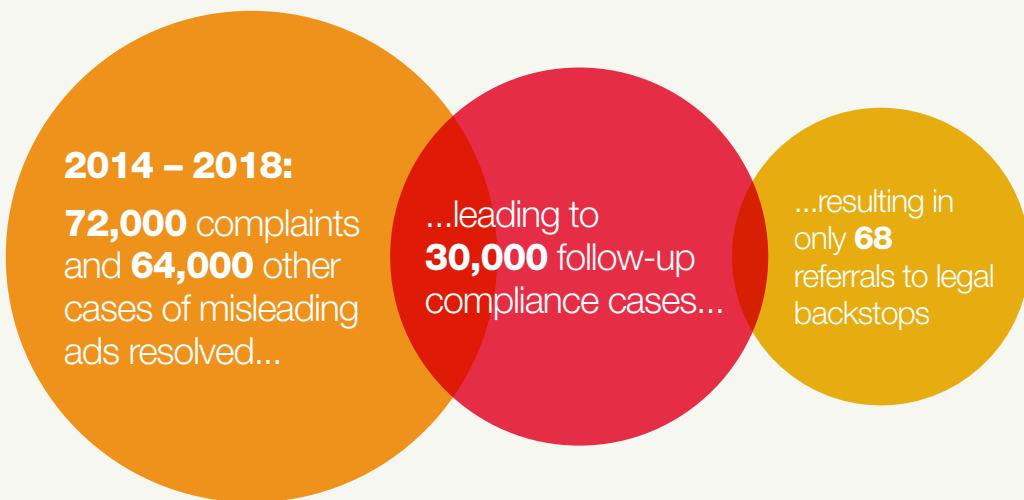 2014 – 2018:
72,000 complaints
and 64,000 other
cases of misleading
ads resolved...
...leading to
30,000 follow-up
compliance cases...
...resulting in
only 68
referrals to legal
backstops